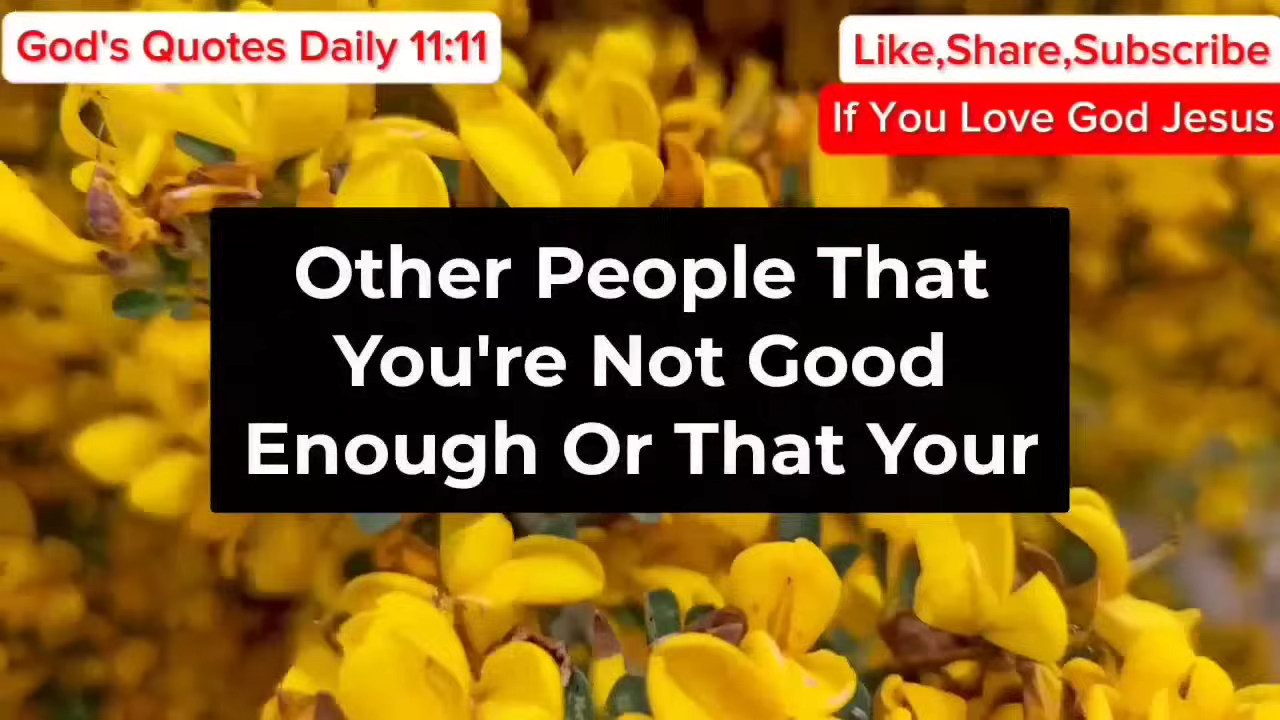 God's Quotes Daily 11:11
Like,Share,Subscribe
If You Love God Jesus
Other People That
You're Not Good
Enough Or That Your